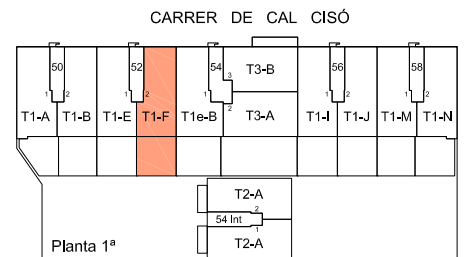 CARRER DE CAL CISÓ
50 52 54 56 58
T3-B
1 2 1 2 1 3 2 1 2 1 2
T1-A T1-B T1-E T1-F T1e-B T3-A T1-I T1-J T1-M T1-N
T2-A
2
54 Int
1
T2-A
Planta 1ª